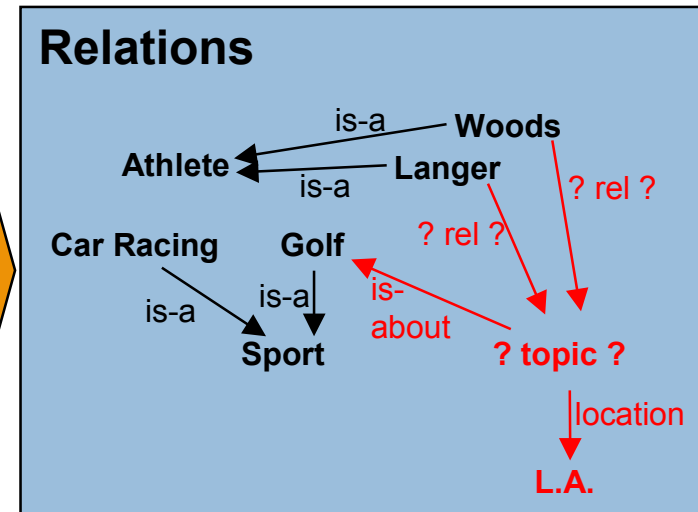 Relations
is-a
Woods
Athlete
is-a
Langer
? rel ?
? rel ?
Car Racing
Golf
is-a
is-a
is-
about
Sport
? topic ?
location
L.A.